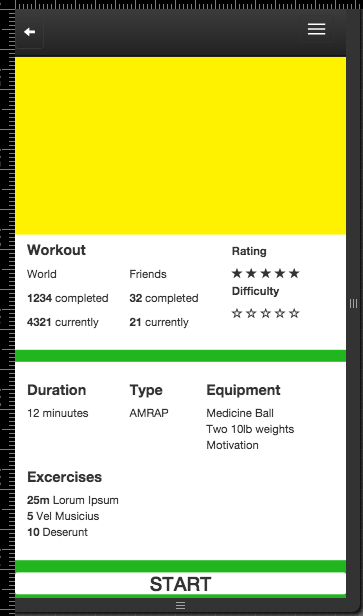 Workout
Rating
World Friends
★★★★★
Difficulty
1234 completed 32 completed
☆☆☆☆☆
4321 currently 21 currently
Duration Type Equipment
12 minuutes AMRAP Medicine Ball
Two 10lb weights
Motivation
Excercises
25m Lorum Ipsum
5 Vel Musicius
10 Deserunt
START